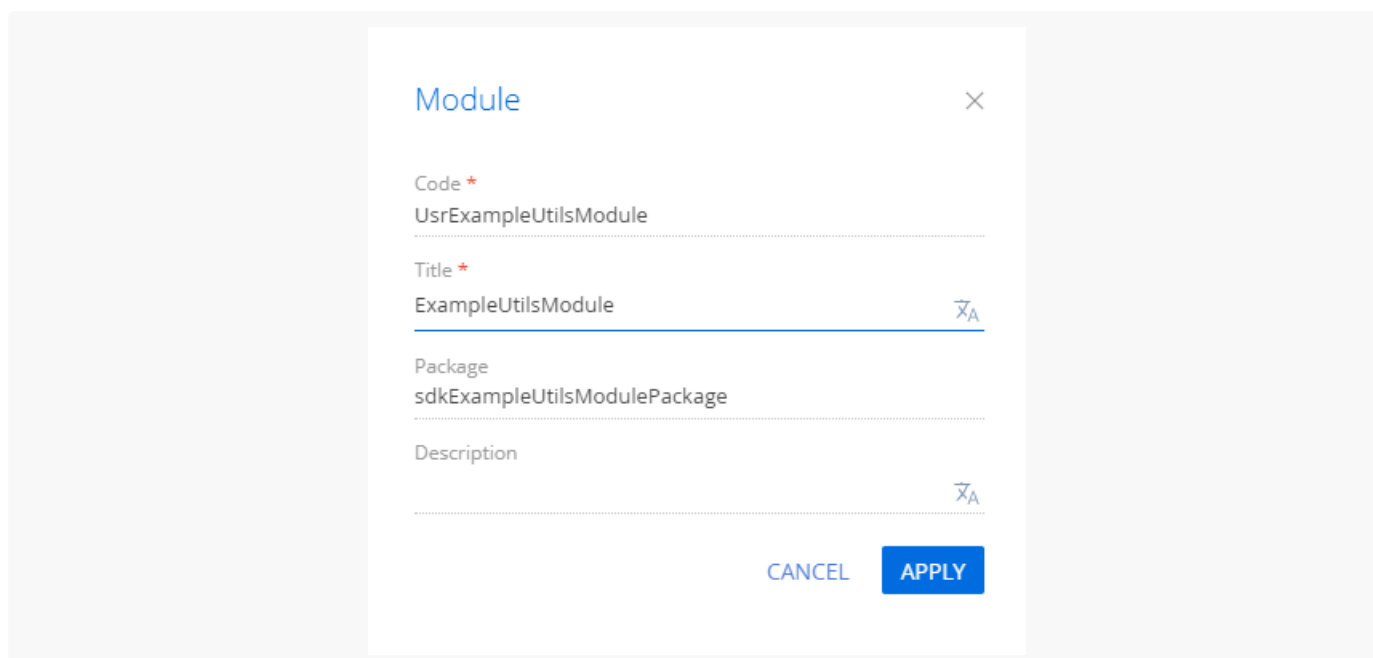 Module
Code *
UsrExampleUtilsModule
Title *
ExampleUtilsModule
Package
sdkExampleUtilsModulePackage
Description
CANCEL APPLY